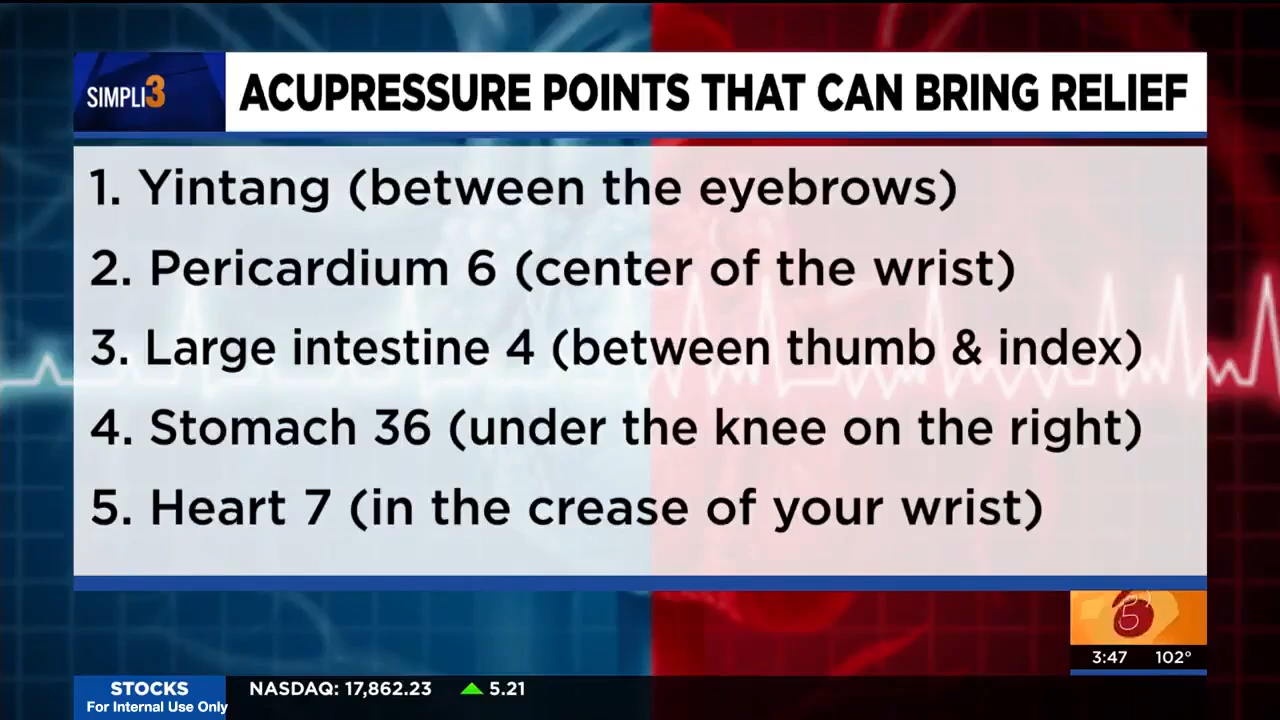 SIMPLI3
ACUPRESSURE POINTS THAT CAN BRING RELIEF
1. Yintang (between the eyebrows)
2. Pericardium 6 (center of the wrist)
3. Large intestine 4 (between thumb & index)
4. Stomach 36 (under the knee on the right)
5. Heart 7 (in the crease of your wrist)
5
3:47 102°
STOCKS NASDAQ: 17,862.23 5.21
For Internal Use Only